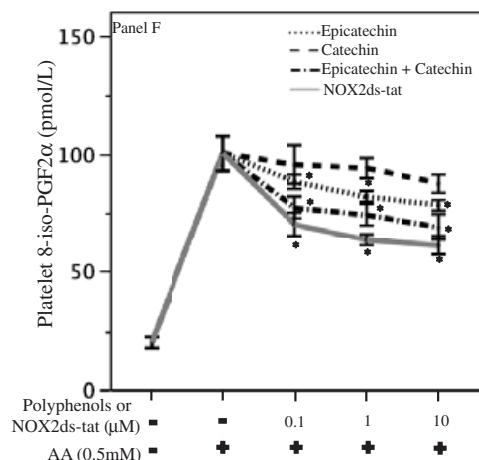 Panel F
Epicatechin
Catechin
Epicatechin + Catechin
NOX2ds-tat
Platelet 8-iso-PGF2α (pmol/L)
150
100
50
0
Polyphenols or
NOX2ds-tat (µM) - - 0.1 1 10
AA (0.5mM) - + + + +